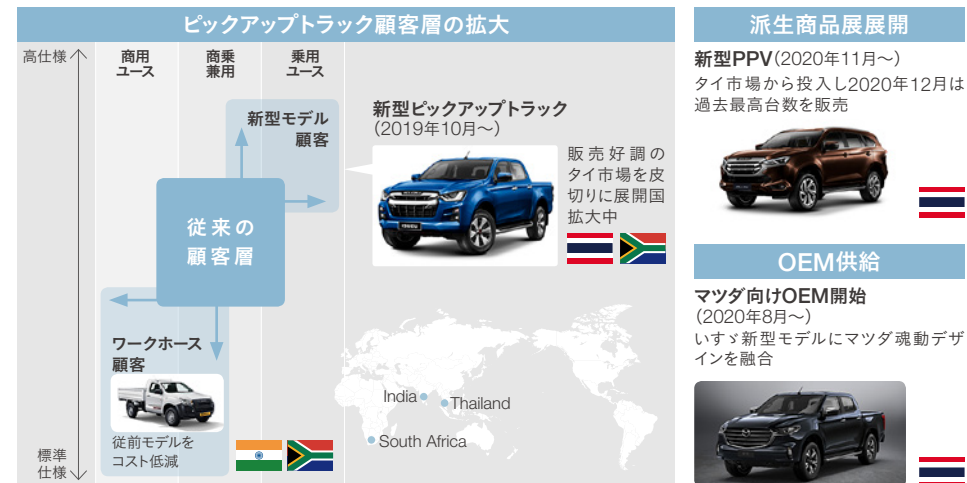 ピックアップトラック顧客層の拡大
高仕様
商用
ユース
商乗
兼用
乗用
ユース
新型モデル
顧客
従来の
顧客層
ワークホース
顧客
従前モデルを
コスト低減
標準
仕様
新型ピックアップトラック
（2019年10月〜）
販売好調の
タイ市場を皮
切りに展開国
拡大中
India
Thailand
South Africa
派生商品展展開
新型PPV（2020年11月〜）
タイ市場から投入し2020年12月は
過去最高台数を販売
OEM供給
マツダ向けOEM開始
（2020年8月〜）
いすゞ新型モデルにマツダ魂動デザ
インを融合